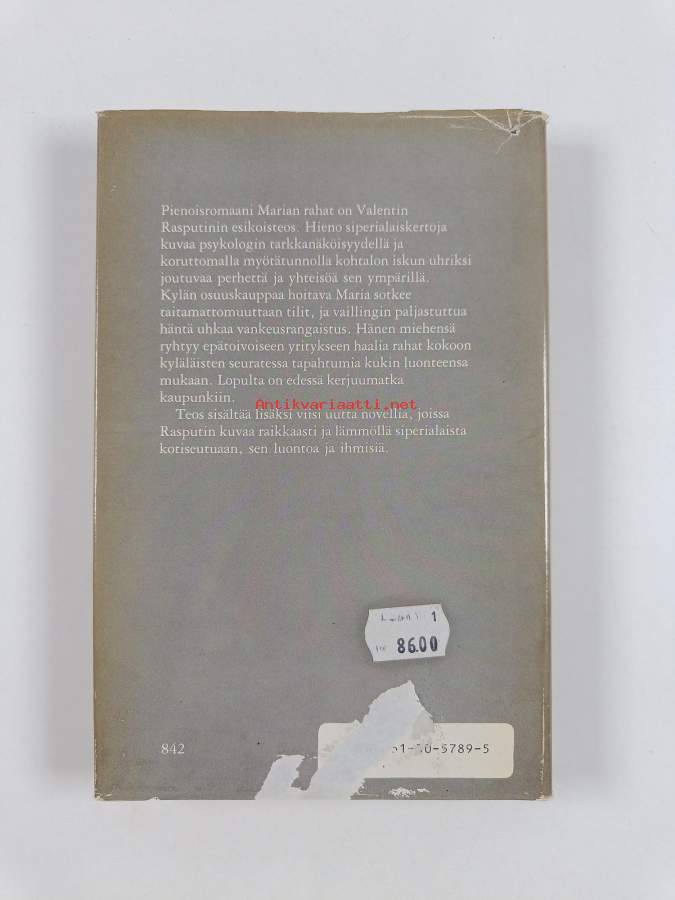 Pienoisromaani Marian rahat on Valentin
Rasputinin esikoisteos. Hieno siperialaiskertoja
kuvaa psykologin tarkkanäköisyydellä ja
koruttomalla myötätunnolla kohtalon iskun uhriksi
joutuvaa perhettä ja yhteisöä sen ympärillä.
Kylän osuuskauppaa hoitava Maria sotkee
taitamattomuuttaan tilit, ja vaillingin paljastuttua
häntä uhkaa vankeusrangaistus. Hänen miehensä
ryhtyy epätoivoiseen yritykseen haalia rahat kokoon
kyläläisten seuratessa tapahtumia kukin luonteensa
mukaan. Lopulta on edessä kerjuumatka
kaupunkiin.
Antikvariaatti.net
Teos sisältää lisäksi viisi uutta novellia, joissa
Rasputin kuvaa raikkaasti ja lämmöllä siperialaista
kotiseutuaan, sen luontoa ja ihmisiä.
1
86.00
842
51-30-5789-5